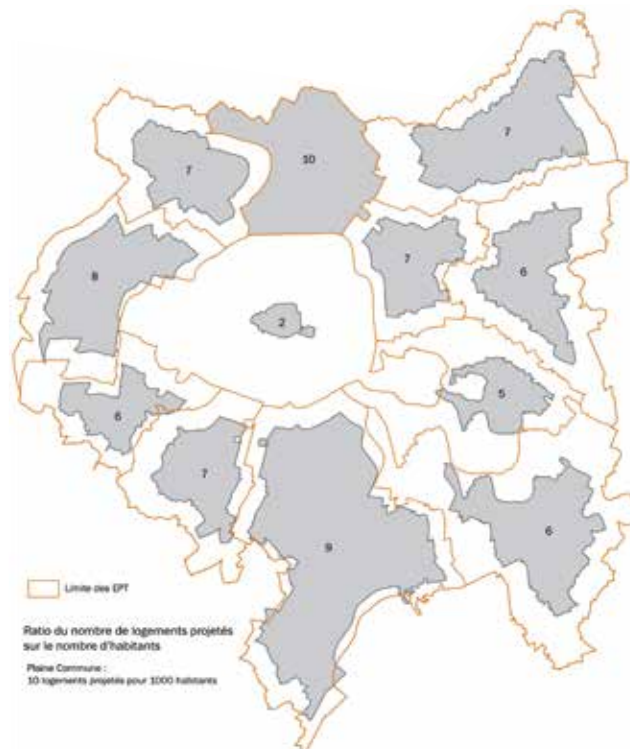 7
10
7
8
7
6
2
5
6
7
6
9
Limite des EPT
Ratio du nombre de logements projetés
sur le nombre d'habitants
Plaine Commune :
10 logements projetés pour 1000 habitants